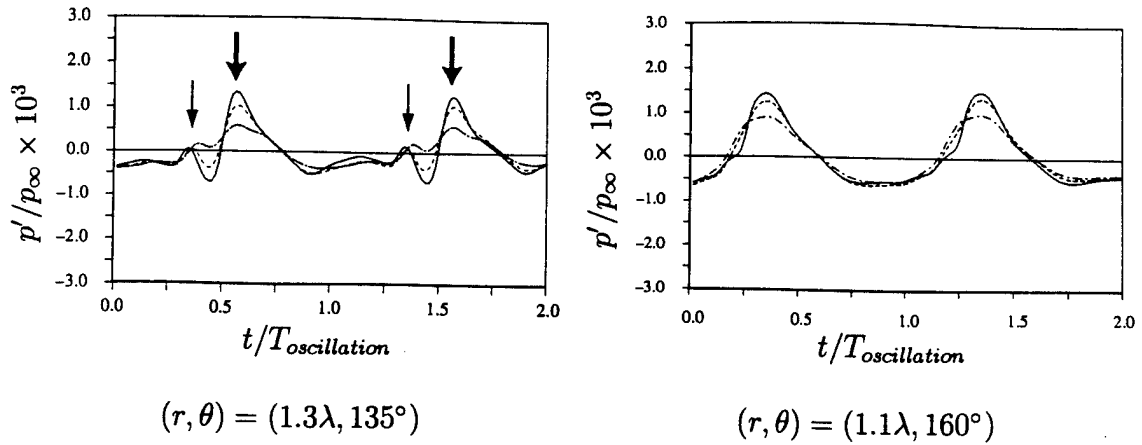 3.0
2.0
1.0
0.0
-1.0
-2.0
-3.0
p′/p∞ × 10³
0.0 0.5 1.0 1.5 2.0
t/Toscillation
(r, θ) = (1.3λ, 135°)
3.0
2.0
1.0
0.0
-1.0
-2.0
-3.0
p′/p∞ × 10³
0.0 0.5 1.0 1.5 2.0
t/Toscillation
(r, θ) = (1.1λ, 160°)